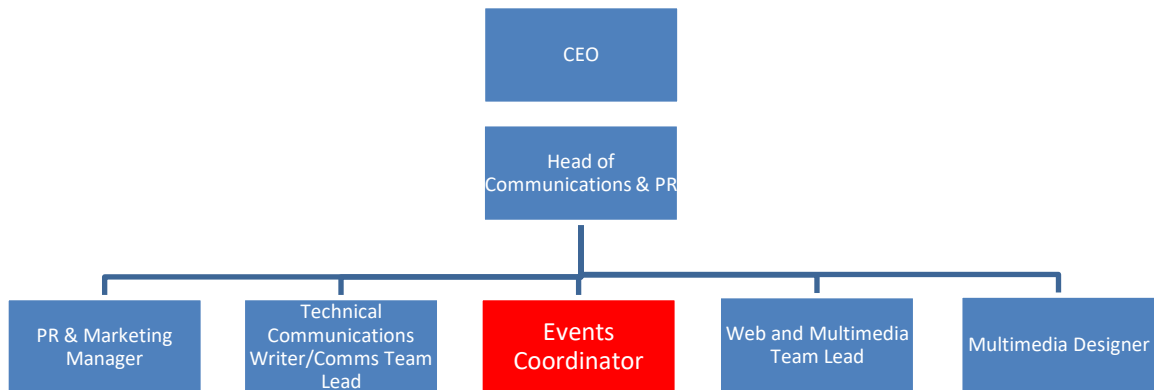 CEO
Head of
Communications & PR
PR & Marketing
Manager
Technical
Communications
Writer/Comms Team
Lead
Events
Coordinator
Web and Multimedia
Team Lead
Multimedia Designer